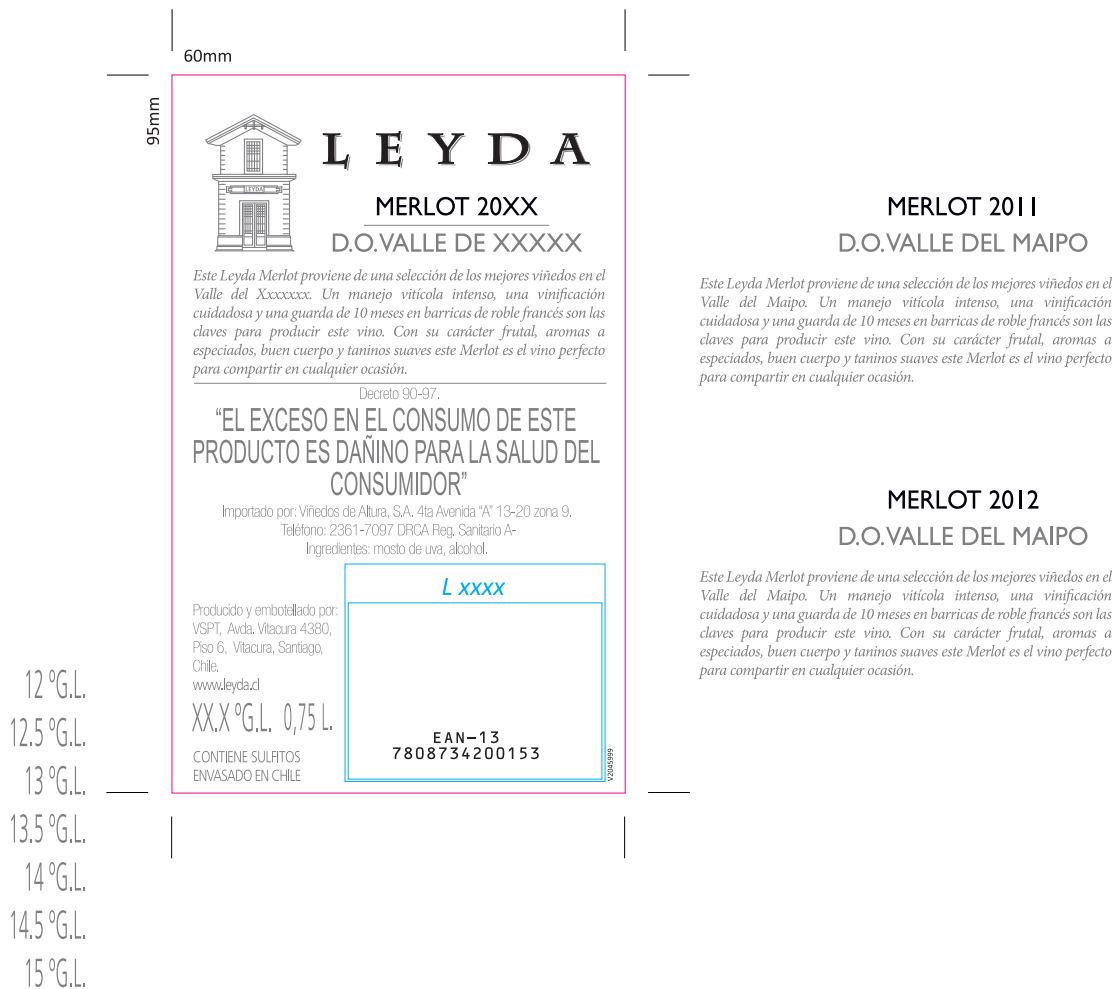 60mm
95mm
LEYDA
LEYDA
MERLOT 20XX
D.O.VALLE DE XXXXX
Este Leyda Merlot proviene de una selección de los mejores viñedos en el
Valle del Xxxxxxx. Un manejo vitícola intenso, una vinificación
cuidadosa y una guarda de 10 meses en barricas de roble francés son las
claves para producir este vino. Con su carácter frutal, aromas a
especiados, buen cuerpo y taninos suaves este Merlot es el vino perfecto
para compartir en cualquier ocasión.
Decreto 90-97.
“EL EXCESO EN EL CONSUMO DE ESTE
PRODUCTO ES DAÑINO PARA LA SALUD DEL
CONSUMIDOR”
Importado por: Viñedos de Altura, S.A. 4ta Avenida “A” 13-20 zona 9.
Teléfono: 2361-7097 DRCA Reg. Sanitario A-
Ingredientes: mosto de uva, alcohol.
L xxxx
Producido y embotellado por:
VSPT, Avda. Vitacura 4380,
Piso 6, Vitacura, Santiago,
Chile.
www.leyda.cl
XX.X °G.L. 0,75 L.
CONTIENE SULFITOS
ENVASADO EN CHILE
EAN-13
7808734200153
V2045999
12 °G.L.
12.5 °G.L.
13 °G.L.
13.5 °G.L.
14 °G.L.
14.5 °G.L.
15 °G.L.
MERLOT 2011
D.O.VALLE DEL MAIPO
Este Leyda Merlot proviene de una selección de los mejores viñedos en el
Valle del Maipo. Un manejo vitícola intenso, una vinificación
cuidadosa y una guarda de 10 meses en barricas de roble francés son las
claves para producir este vino. Con su carácter frutal, aromas a
especiados, buen cuerpo y taninos suaves este Merlot es el vino perfecto
para compartir en cualquier ocasión.
MERLOT 2012
D.O.VALLE DEL MAIPO
Este Leyda Merlot proviene de una selección de los mejores viñedos en el
Valle del Maipo. Un manejo vitícola intenso, una vinificación
cuidadosa y una guarda de 10 meses en barricas de roble francés son las
claves para producir este vino. Con su carácter frutal, aromas a
especiados, buen cuerpo y taninos suaves este Merlot es el vino perfecto
para compartir en cualquier ocasión.